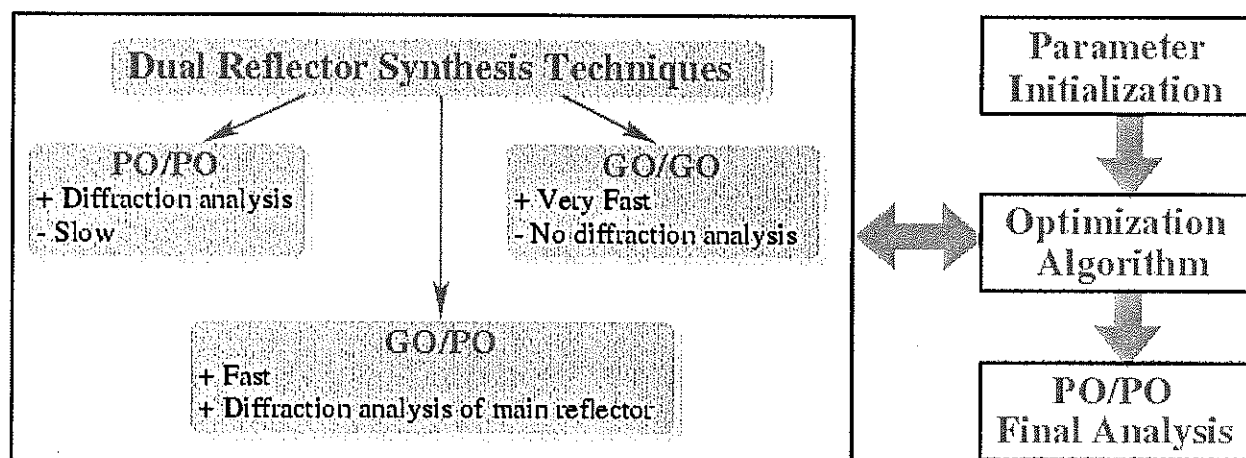 Dual Reflector Synthesis Techniques
PO/PO
+ Diffraction analysis
- Slow
GO/GO
+ Very Fast
- No diffraction analysis
GO/PO
+ Fast
+ Diffraction analysis of main reflector
Parameter
Initialization
Optimization
Algorithm
PO/PO
Final Analysis